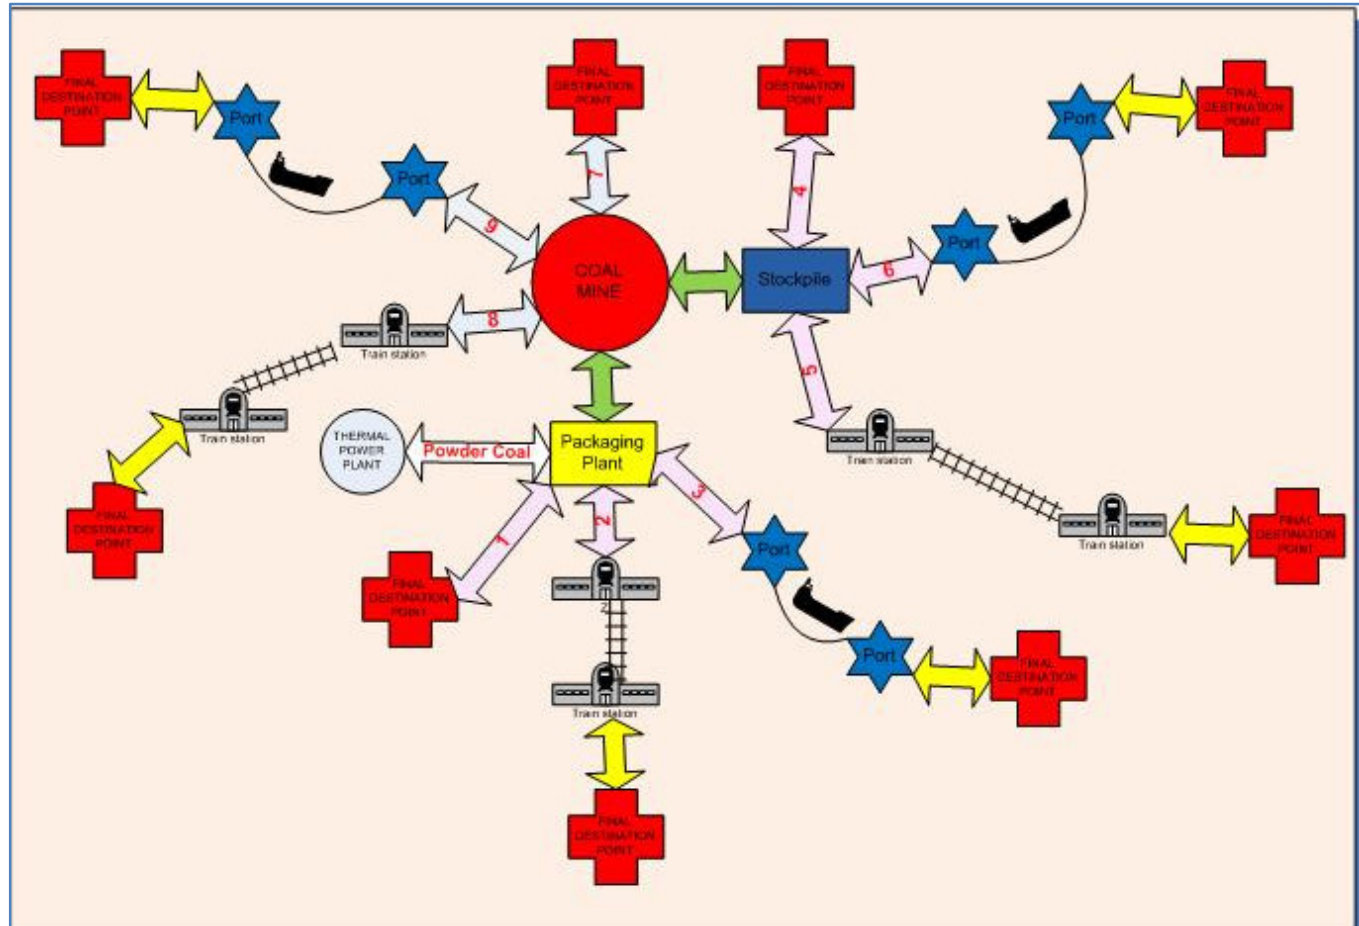 FINAL
DESTINATION
POINT
FINAL
DESTINATION
POINT
FINAL
DESTINATION
POINT
FINAL
DESTINATION
POINT
Port
Port
Port
Port
7
4
9
6
COAL
MINE
Stockpile
8
5
Train station
Train station
THERMAL
POWER
PLANT
Powder Coal
Packaging
Plant
Train station
Train station
3
2
1
FINAL
DESTINATION
POINT
FINAL
DESTINATION
POINT
Port
FINAL
DESTINATION
POINT
Port
FINAL
DESTINATION
POINT
Train station
FINAL
DESTINATION
POINT